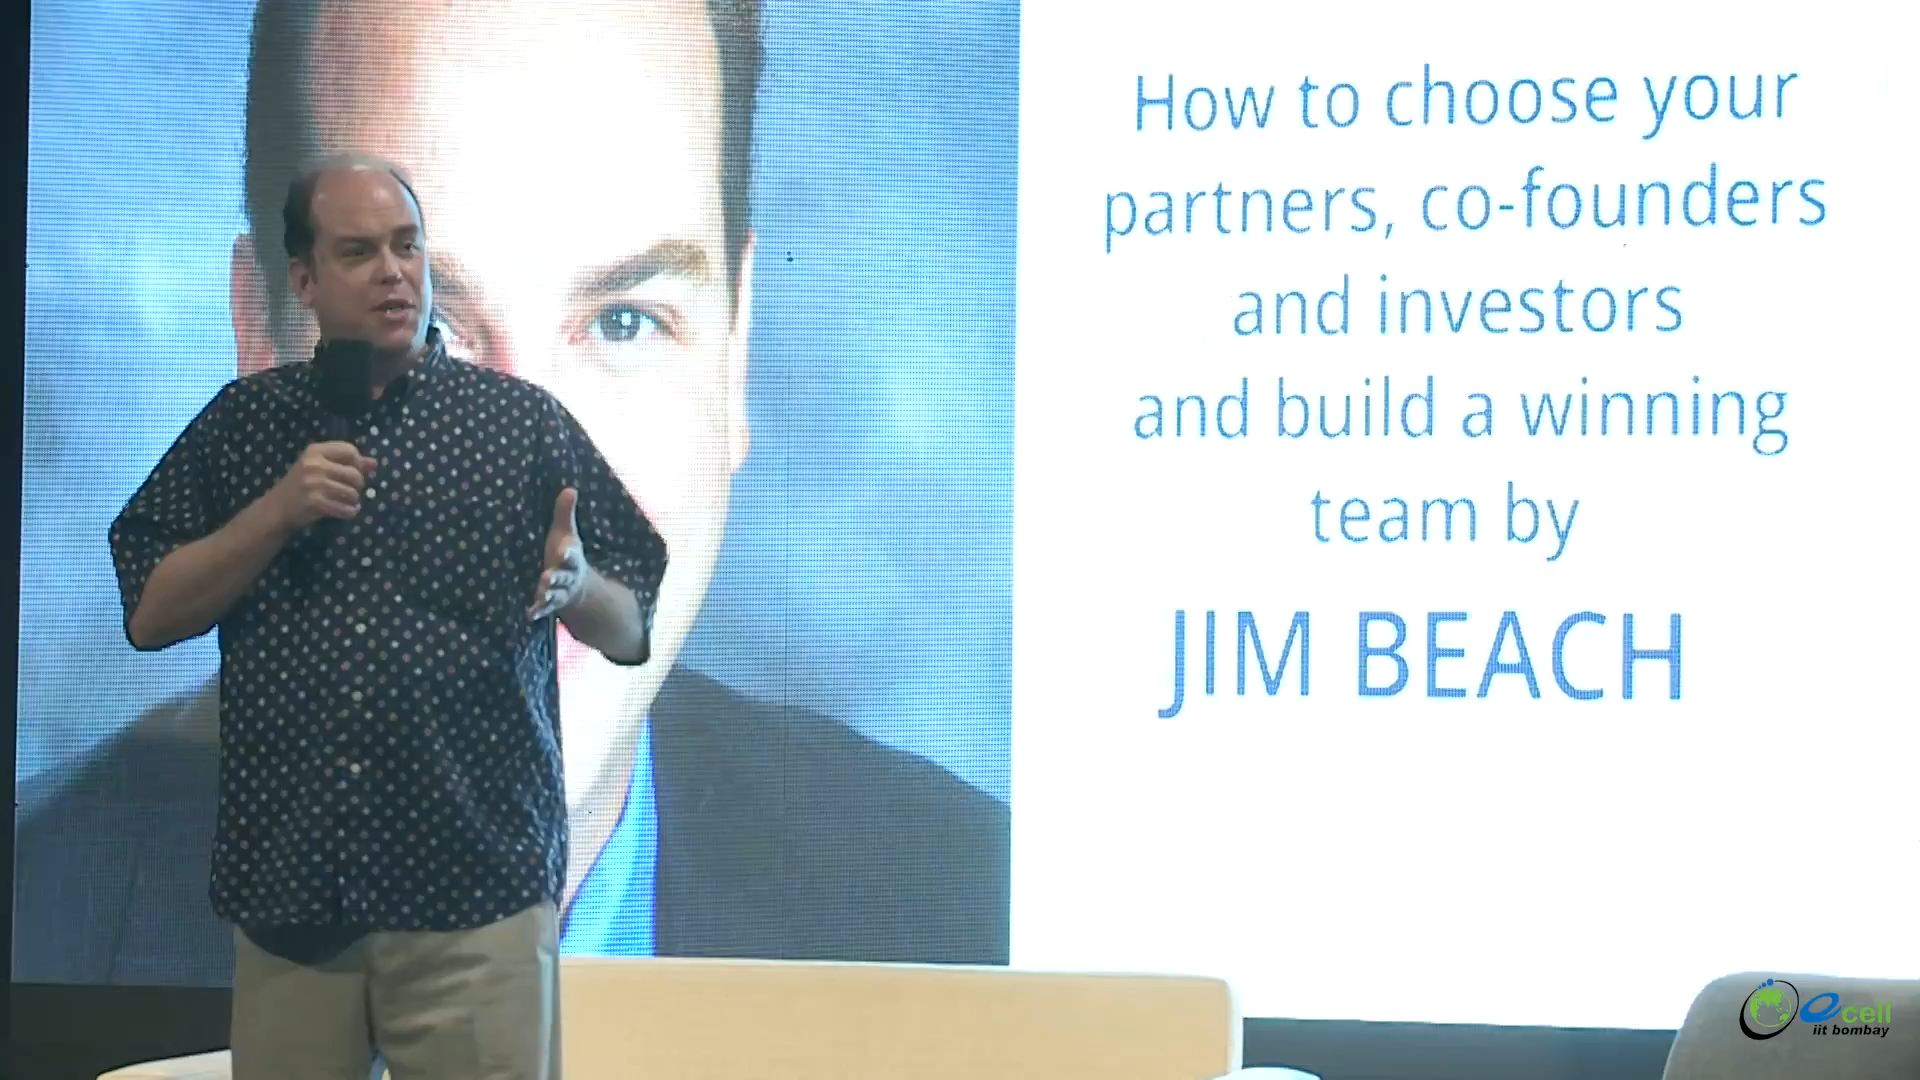 How to choose your
partners, co-founders
and investors
and build a winning
team by
JIM BEACH
ecell
iit bombay